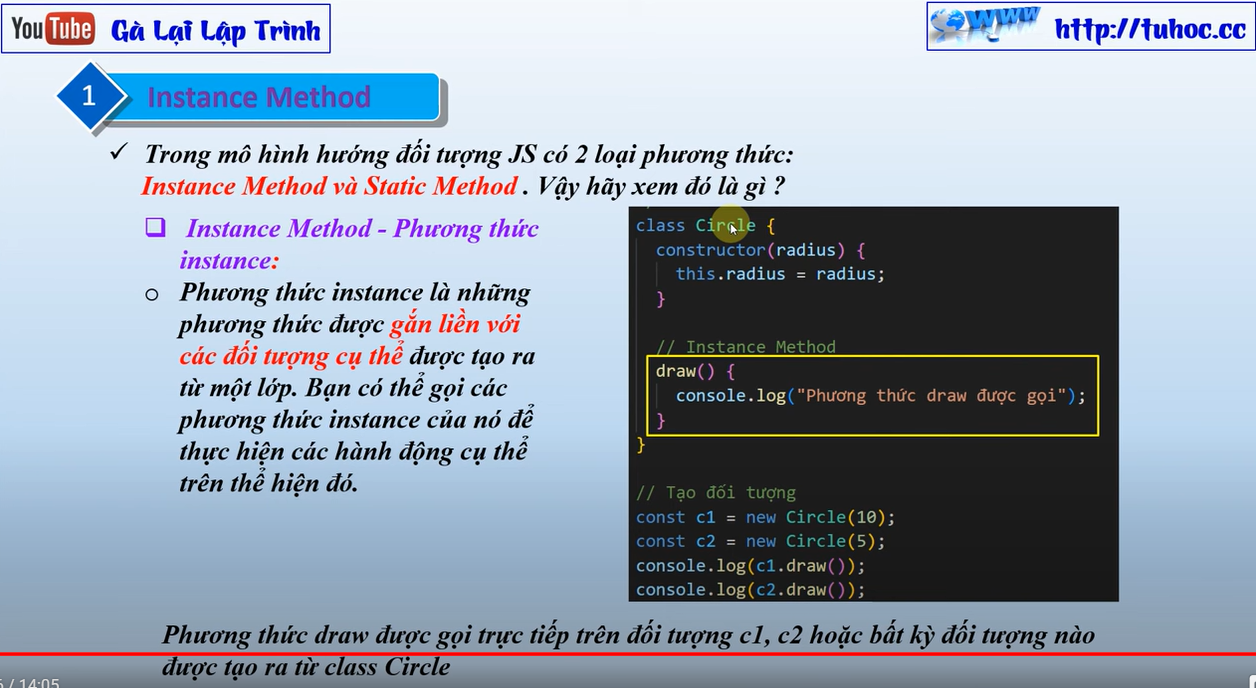 YouTube Gà Lại Lập Trình
WWW http://tuhoc.cc
1 Instance Method
✓ Trong mô hình hướng đối tượng JS có 2 loại phương thức:
Instance Method và Static Method . Vậy hãy xem đó là gì ?
❑ Instance Method - Phương thức
instance:
o Phương thức instance là những
phương thức được gắn liền với
các đối tượng cụ thể được tạo ra
từ một lớp. Bạn có thể gọi các
phương thức instance của nó để
thực hiện các hành động cụ thể
trên thể hiện đó.
class Circle {
constructor(radius) {
this.radius = radius;
}
// Instance Method
draw() {
console.log("Phương thức draw được gọi");
}
}
// Tạo đối tượng
const c1 = new Circle(10);
const c2 = new Circle(5);
console.log(c1.draw());
console.log(c2.draw());
Phương thức draw được gọi trực tiếp trên đối tượng c1, c2 hoặc bất kỳ đối tượng nào
được tạo ra từ class Circle
/ 14:05